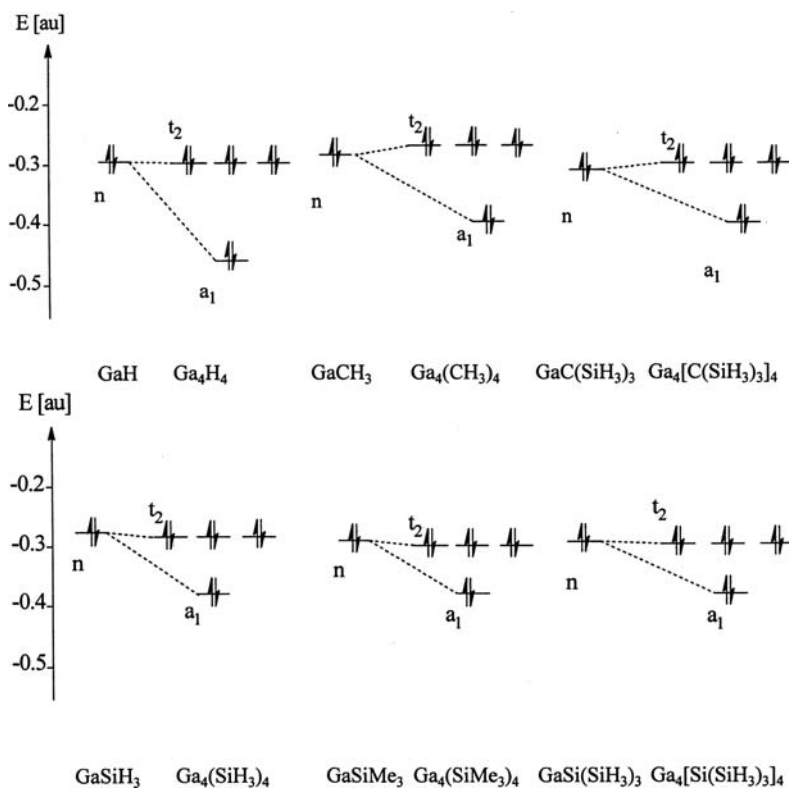 E [au]
-0.2
-0.3
-0.4
-0.5
t2
n
a1
t2
n
a1
t2
n
a1
GaH Ga4H4 GaCH3 Ga4(CH3)4 GaC(SiH3)3 Ga4[C(SiH3)3]4
E [au]
-0.2
-0.3
-0.4
-0.5
t2
n
a1
t2
n
a1
t2
n
a1
GaSiH3 Ga4(SiH3)4 GaSiMe3 Ga4(SiMe3)4 GaSi(SiH3)3 Ga4[Si(SiH3)3]4